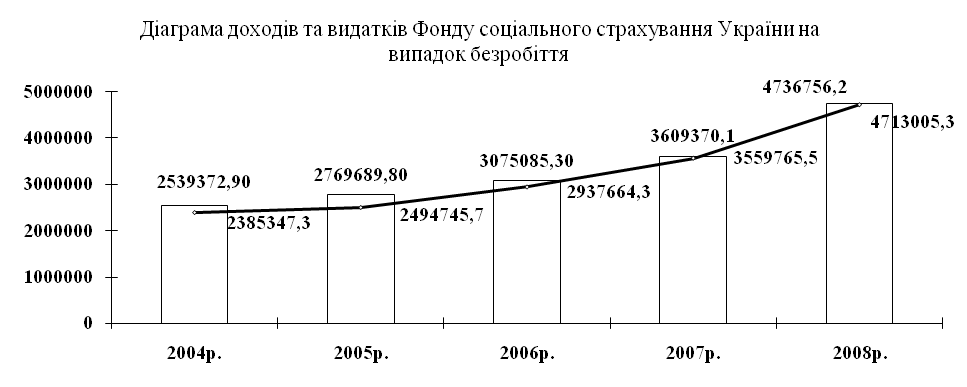 Діаграма доходів та видатків Фонду соціального страхування України на
випадок безробіття
5000000
4000000
3000000
2000000
1000000
0
2539372,90
2385347,3
2769689,80
2494745,7
3075085,30
2937664,3
3609370,1
3559765,5
4736756,2
4713005,3
2004р.
2005р.
2006р.
2007р.
2008р.